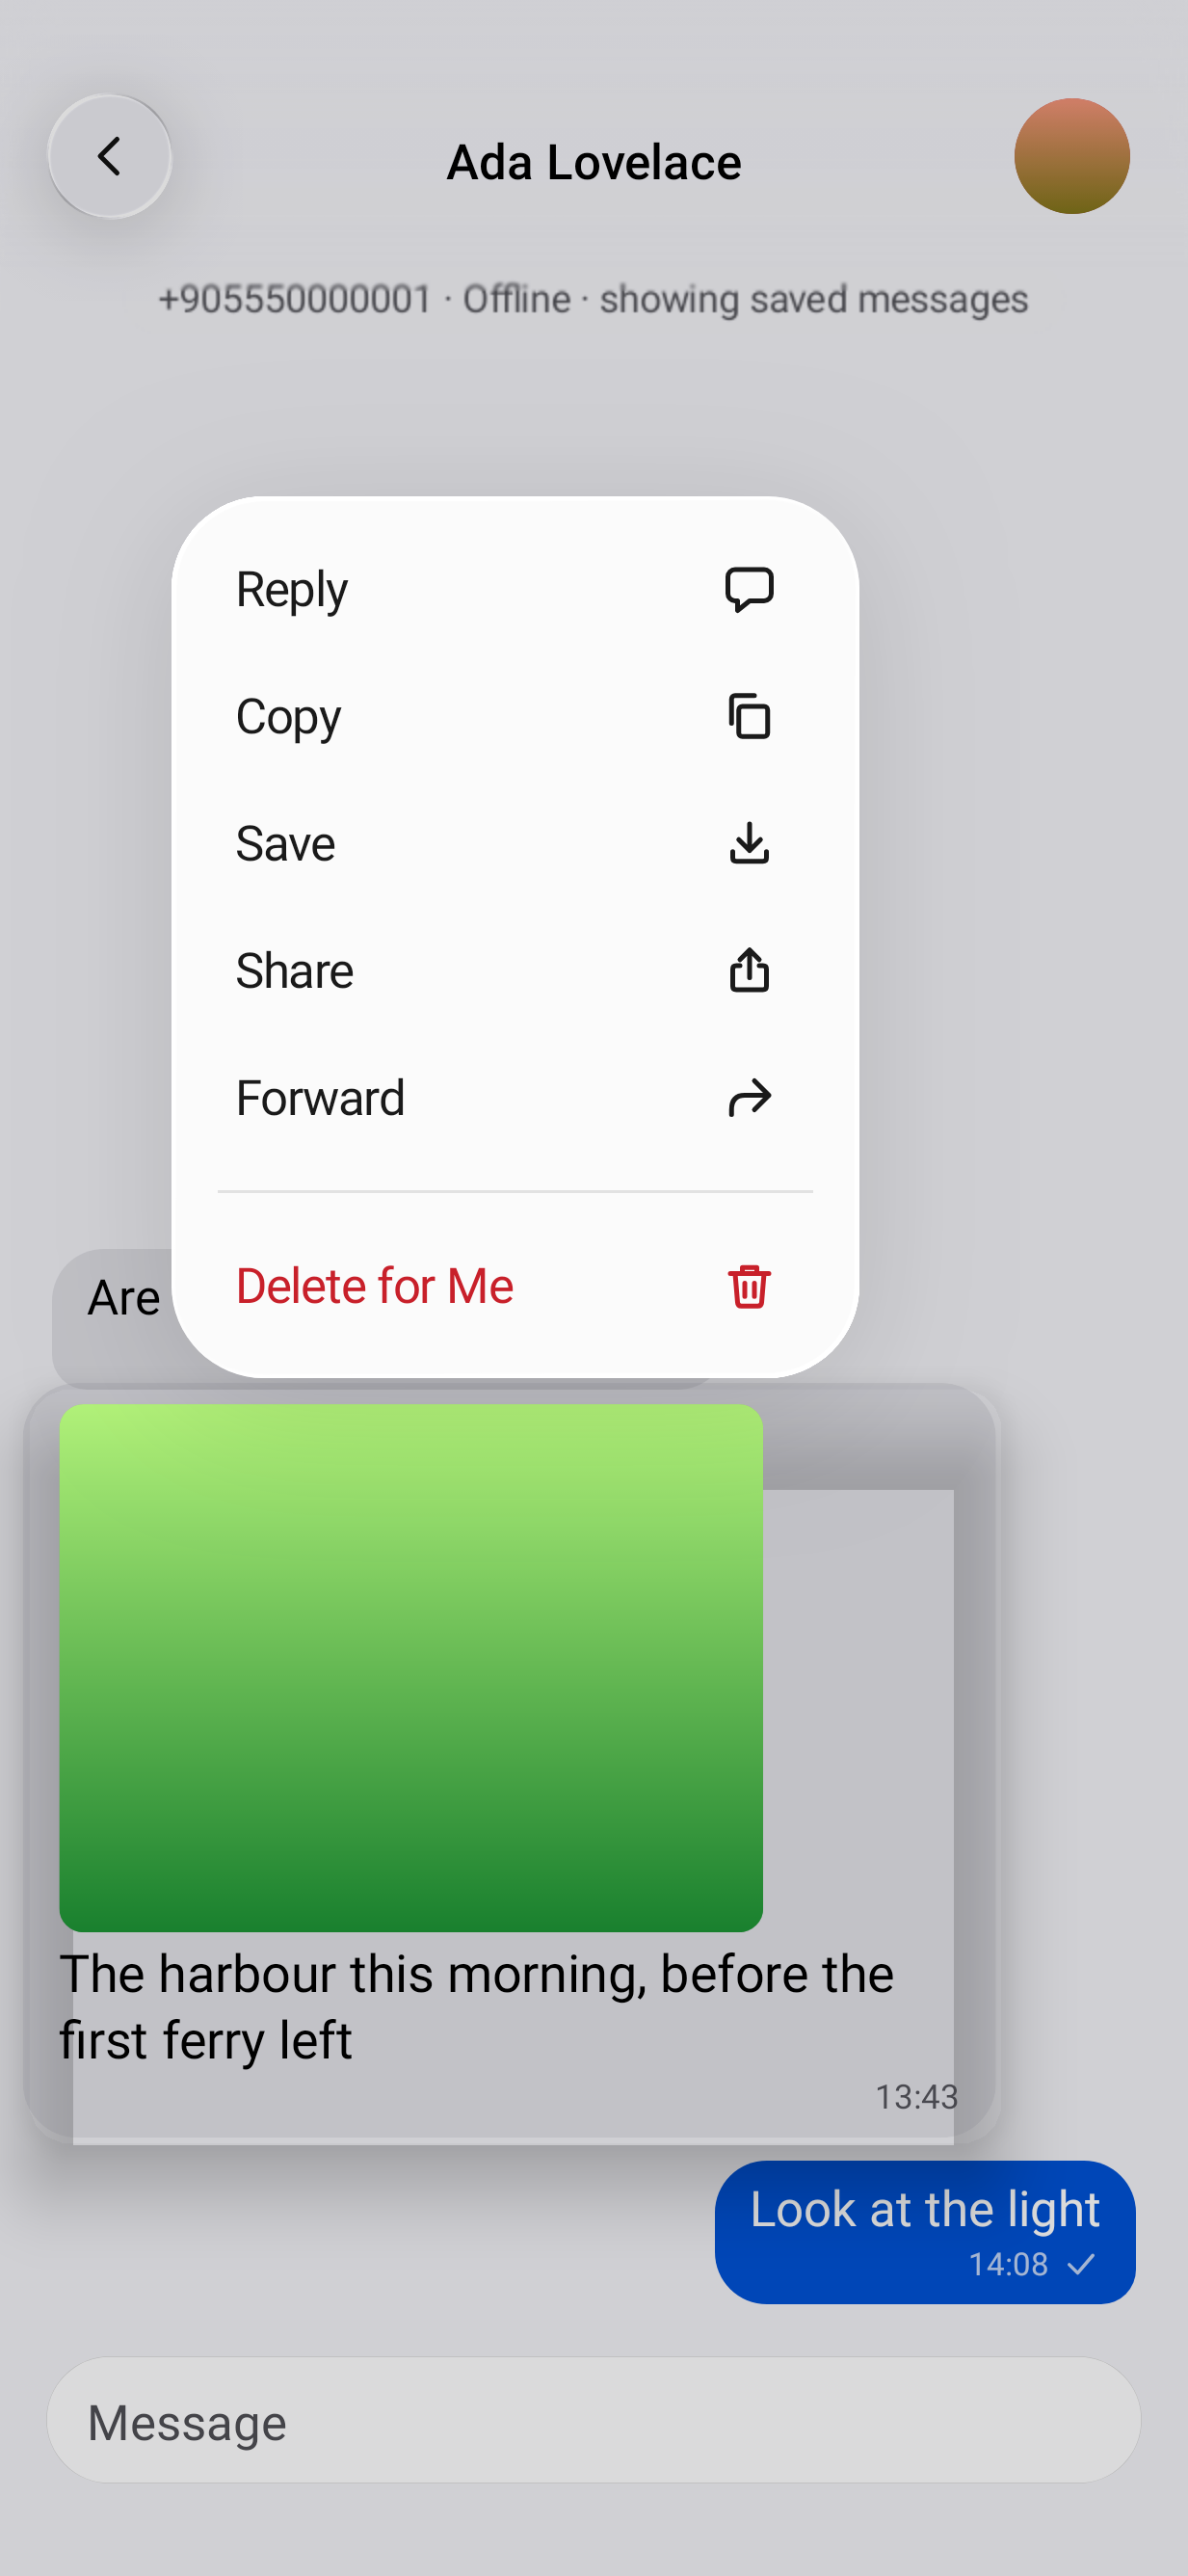 Ada Lovelace
+905550000001 · Offline · showing saved messages
Reply
Copy
Save
Share
Forward
Delete for Me
Are
The harbour this morning, before the
first ferry left
13:43
Look at the light
14:08
Message